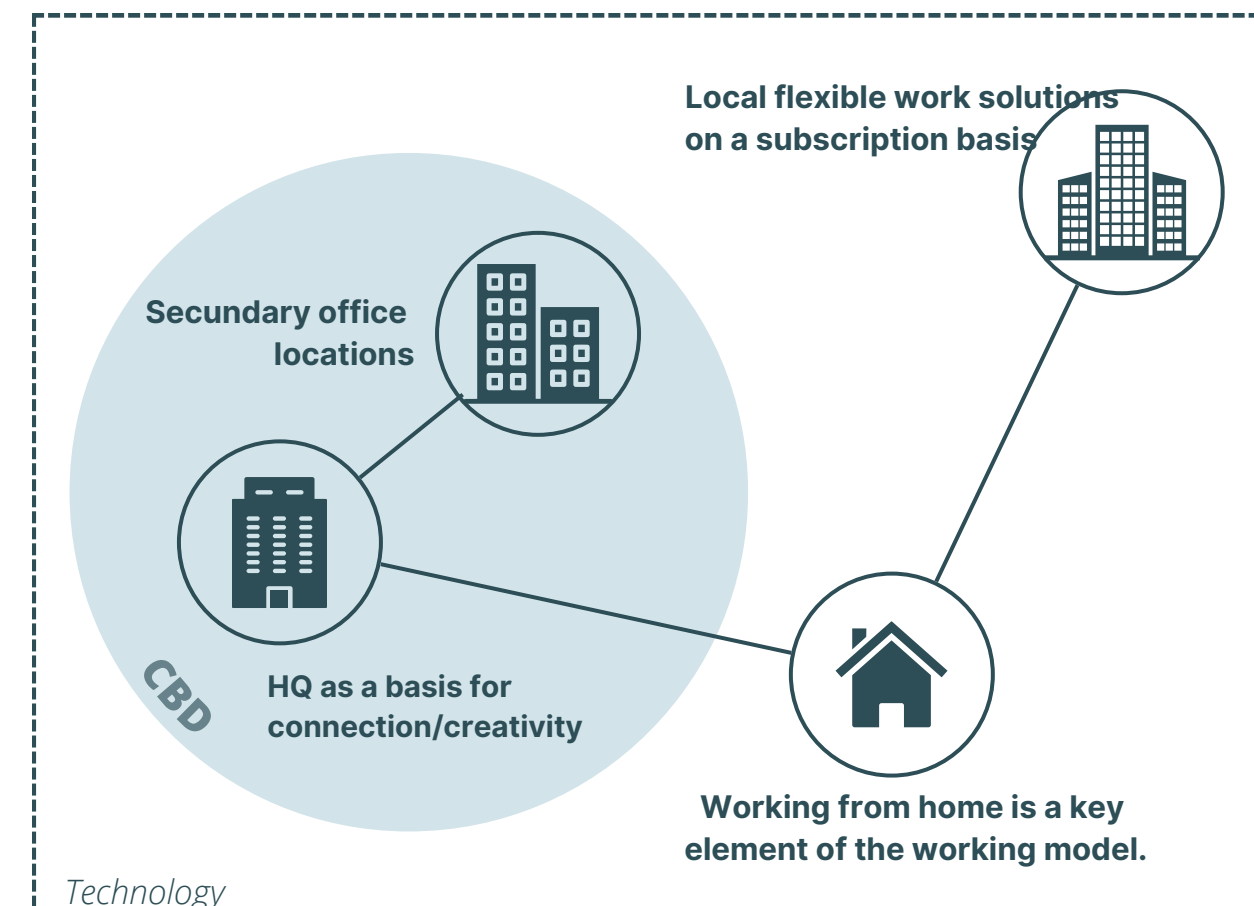 Local flexible work solutions
on a subscription basis
Secundary office
locations
CBD
HQ as a basis for
connection/creativity
Working from home is a key
element of the working model.
Technology